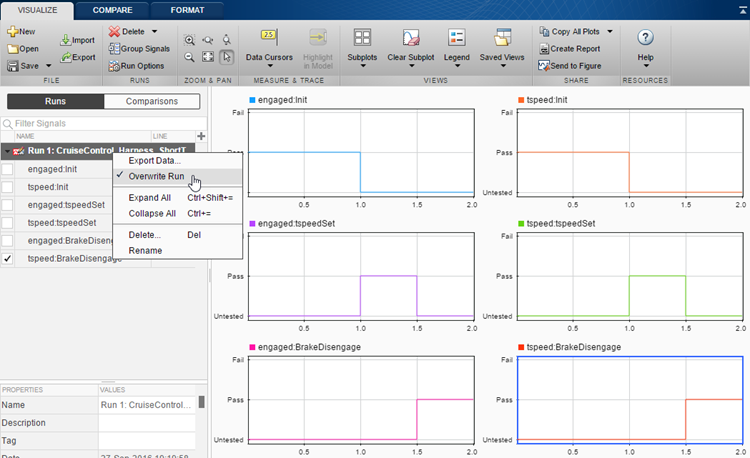 VISUALIZE COMPARE FORMAT
New
Open
Save
Import
Export
FILE
Delete
Group Signals
Run Options
RUNS
ZOOM & PAN
2.5
Data Cursors
Highlight in Model
MEASURE & TRACE
Subplots
Clear Subplot
Legend
Saved Views
VIEWS
Copy All Plots
Create Report
Send to Figure
SHARE
Help
RESOURCES
Runs Comparisons
Filter Signals
NAME LINE
Run 1: CruiseControl_Harness_ShortT
engaged:Init
tspeed:Init
engaged:tspeedSet
tspeed:tspeedSet
engaged:BrakeDiseng
tspeed:BrakeDisengage
Export Data...
Overwrite Run
Expand All Ctrl+Shift+=
Collapse All Ctrl+=
Delete... Del
Rename
PROPERTIES VALUES
Name Run 1: CruiseControl...
Description
Tag
engaged:Init
Fail
Pass
Untested
0.5 1.0 1.5 2.0
tspeed:Init
Fail
Pass
Untested
0.5 1.0 1.5 2.0
engaged:tspeedSet
Fail
Pass
Untested
0.5 1.0 1.5 2.0
tspeed:tspeedSet
Fail
Pass
Untested
0.5 1.0 1.5 2.0
engaged:BrakeDisengage
Fail
Pass
Untested
0.5 1.0 1.5 2.0
tspeed:BrakeDisengage
Fail
Pass
Untested
0.5 1.0 1.5 2.0